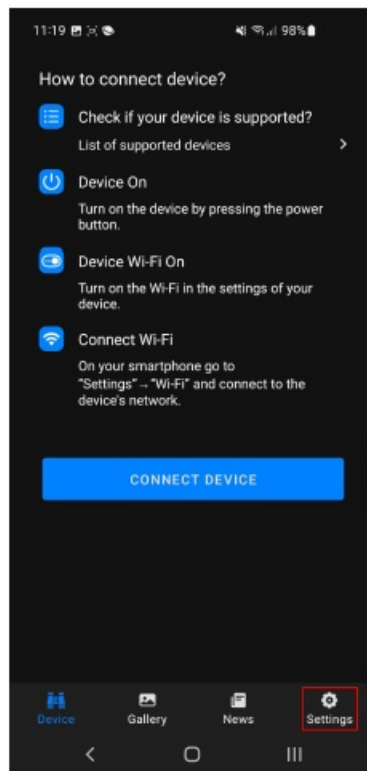 11:19 98%
How to connect device?
Check if your device is supported?
List of supported devices
Device On
Turn on the device by pressing the power
button.
Device Wi-Fi On
Turn on the Wi-Fi in the settings of your
device.
Connect Wi-Fi
On your smartphone go to
"Settings"→"Wi-Fi" and connect to the
device's network.
CONNECT DEVICE
Device Gallery News Settings